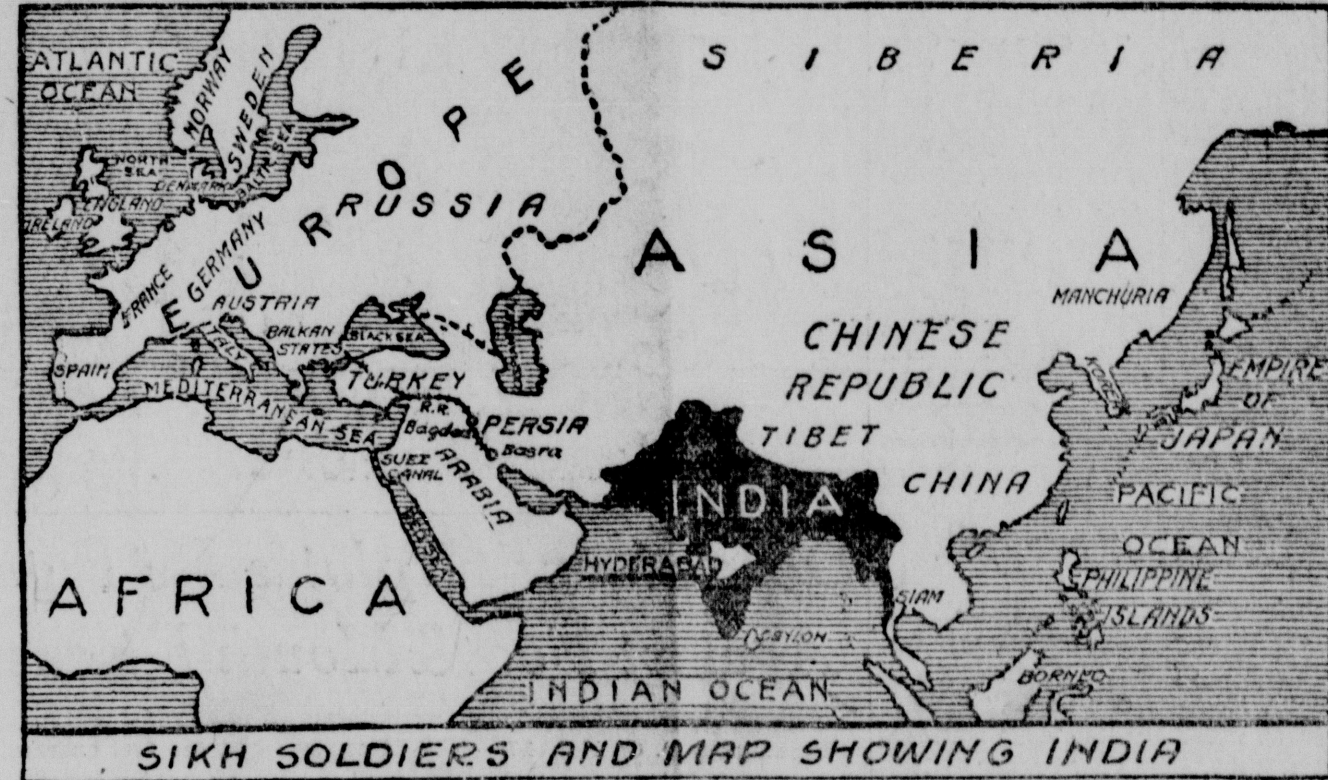 ATLANTIC
OCEAN
NORWAY
SWEDEN
NORTH
SEA
DENMARK
BALTIC SEA
ENGLAND
IRELAND
EUROPE
RUSSIA
SIBERIA
ASIA
GERMANY
FRANCE
AUSTRIA
ITALY
BALKAN
STATES
BLACK SEA
SPAIN
MEDITERRANEAN SEA
TURKEY
R.R.
Bagdad
PERSIA
Basra
SUEZ
CANAL
ARABIA
RED SEA
MANCHURIA
CHINESE
REPUBLIC
TIBET
CHINA
KOREA
EMPIRE
OF
JAPAN
PACIFIC
OCEAN
PHILIPPINE
ISLANDS
INDIA
HYDERABAD
SIAM
CEYLON
BORNEO
AFRICA
INDIAN OCEAN
SIKH SOLDIERS AND MAP SHOWING INDIA